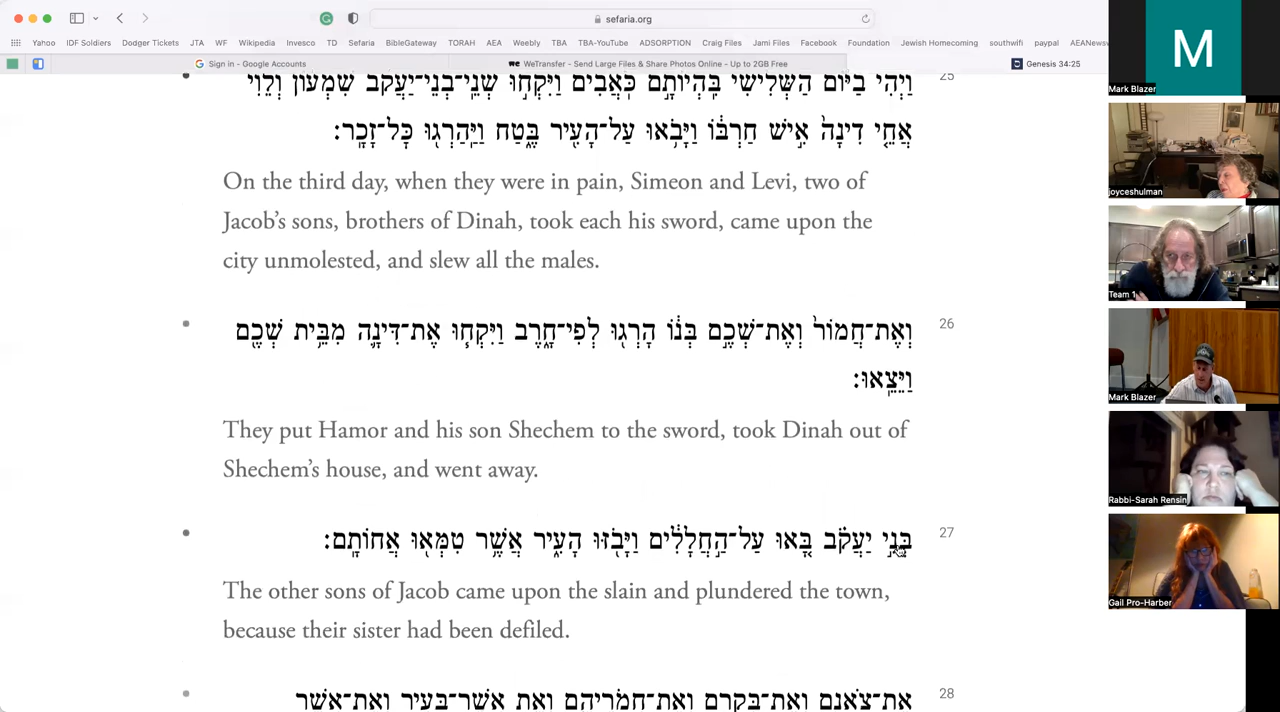 sefaria.org
Yahoo IDF Soldiers Dodger Tickets JTA WF Wikipedia Invesco TD Sefaria BibleGateway TORAH AEA Weebly TBA TBA-YouTube ADSORPTION Craig Files Jami Files Facebook Foundation Jewish Homecoming southwifi paypal AEANews
Sign in - Google Accounts
WeTransfer - Send Large Files & Share Photos Online - Up to 2GB Free
Genesis 34:25
25
וַיְהִי֩ בַיּ֨וֹם הַשְּׁלִישִׁ֜י בִּֽהְיוֹתָ֣ם כֹּֽאֲבִ֗ים וַיִּקְח֣וּ שְׁנֵֽי־בְנֵי־יַ֠עֲקֹ֠ב שִׁמְע֨וֹן וְלֵוִ֜י
אֲחֵ֤י דִינָה֙ אִ֣ישׁ חַרְבּ֔וֹ וַיָּבֹ֥אוּ עַל־הָעִ֖יר בֶּ֑טַח וַיַּֽהַרְג֖וּ כׇּל־זָכָֽר׃
On the third day, when they were in pain, Simeon and Levi, two of
Jacob’s sons, brothers of Dinah, took each his sword, came upon the
city unmolested, and slew all the males.
26
וְאֶת־חֲמוֹר֙ וְאֶת־שְׁכֶ֣ם בְּנ֔וֹ הָרְג֖וּ לְפִי־חָ֑רֶב וַיִּקְח֧וּ אֶת־דִּינָ֛ה מִבֵּ֥ית שְׁכֶ֖ם
וַיֵּצֵֽאוּ׃
They put Hamor and his son Shechem to the sword, took Dinah out of
Shechem’s house, and went away.
27
בְּנֵ֣י יַעֲקֹ֗ב בָּ֚אוּ עַל־הַ֣חֲלָלִ֔ים וַיָּבֹ֖זּוּ הָעִ֑יר אֲשֶׁ֥ר טִמְּא֖וּ אֲחוֹתָֽם׃
The other sons of Jacob came upon the slain and plundered the town,
because their sister had been defiled.
28
אֶת־צֹאנָ֥ם וְאֶת־בְּקָרָ֖ם וְאֶת־חֲמֹרֵיהֶ֑ם וְאֵ֧ת אֲשֶׁר־בָּעִ֛יר וְאֶת־אֲשֶׁ֥ר
M
Mark Blazer
joyceshulman
Team 1
Mark Blazer
Rabbi-Sarah Rensin
Gail Pro-Harber